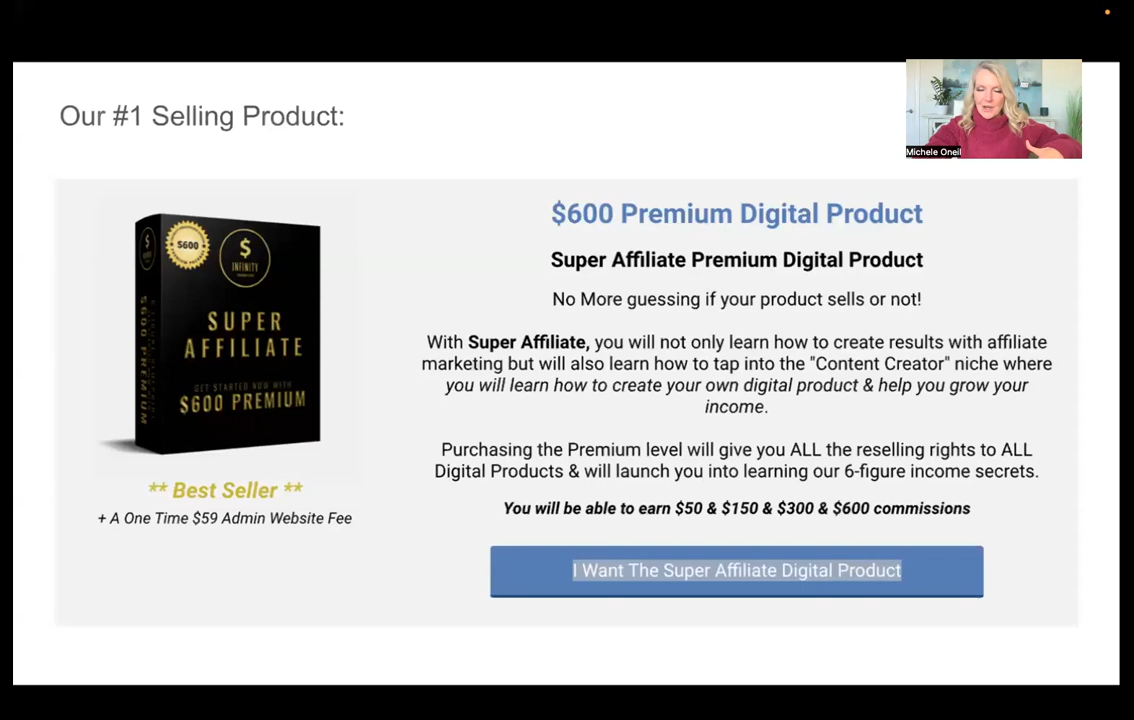 Our #1 Selling Product:
Michele Oneil
$600 Premium Digital Product
Super Affiliate Premium Digital Product
No More guessing if your product sells or not!
With Super Affiliate, you will not only learn how to create results with affiliate
marketing but will also learn how to tap into the "Content Creator" niche where
you will learn how to create your own digital product & help you grow your
income.
Purchasing the Premium level will give you ALL the reselling rights to ALL
Digital Products & will launch you into learning our 6-figure income secrets.
You will be able to earn $50 & $150 & $300 & $600 commissions
I Want The Super Affiliate Digital Product
$600
$
INFINITY
SUPER
AFFILIATE
GET STARTED NOW WITH
$600 PREMIUM
$600 PREMIUM
** Best Seller **
+ A One Time $59 Admin Website Fee